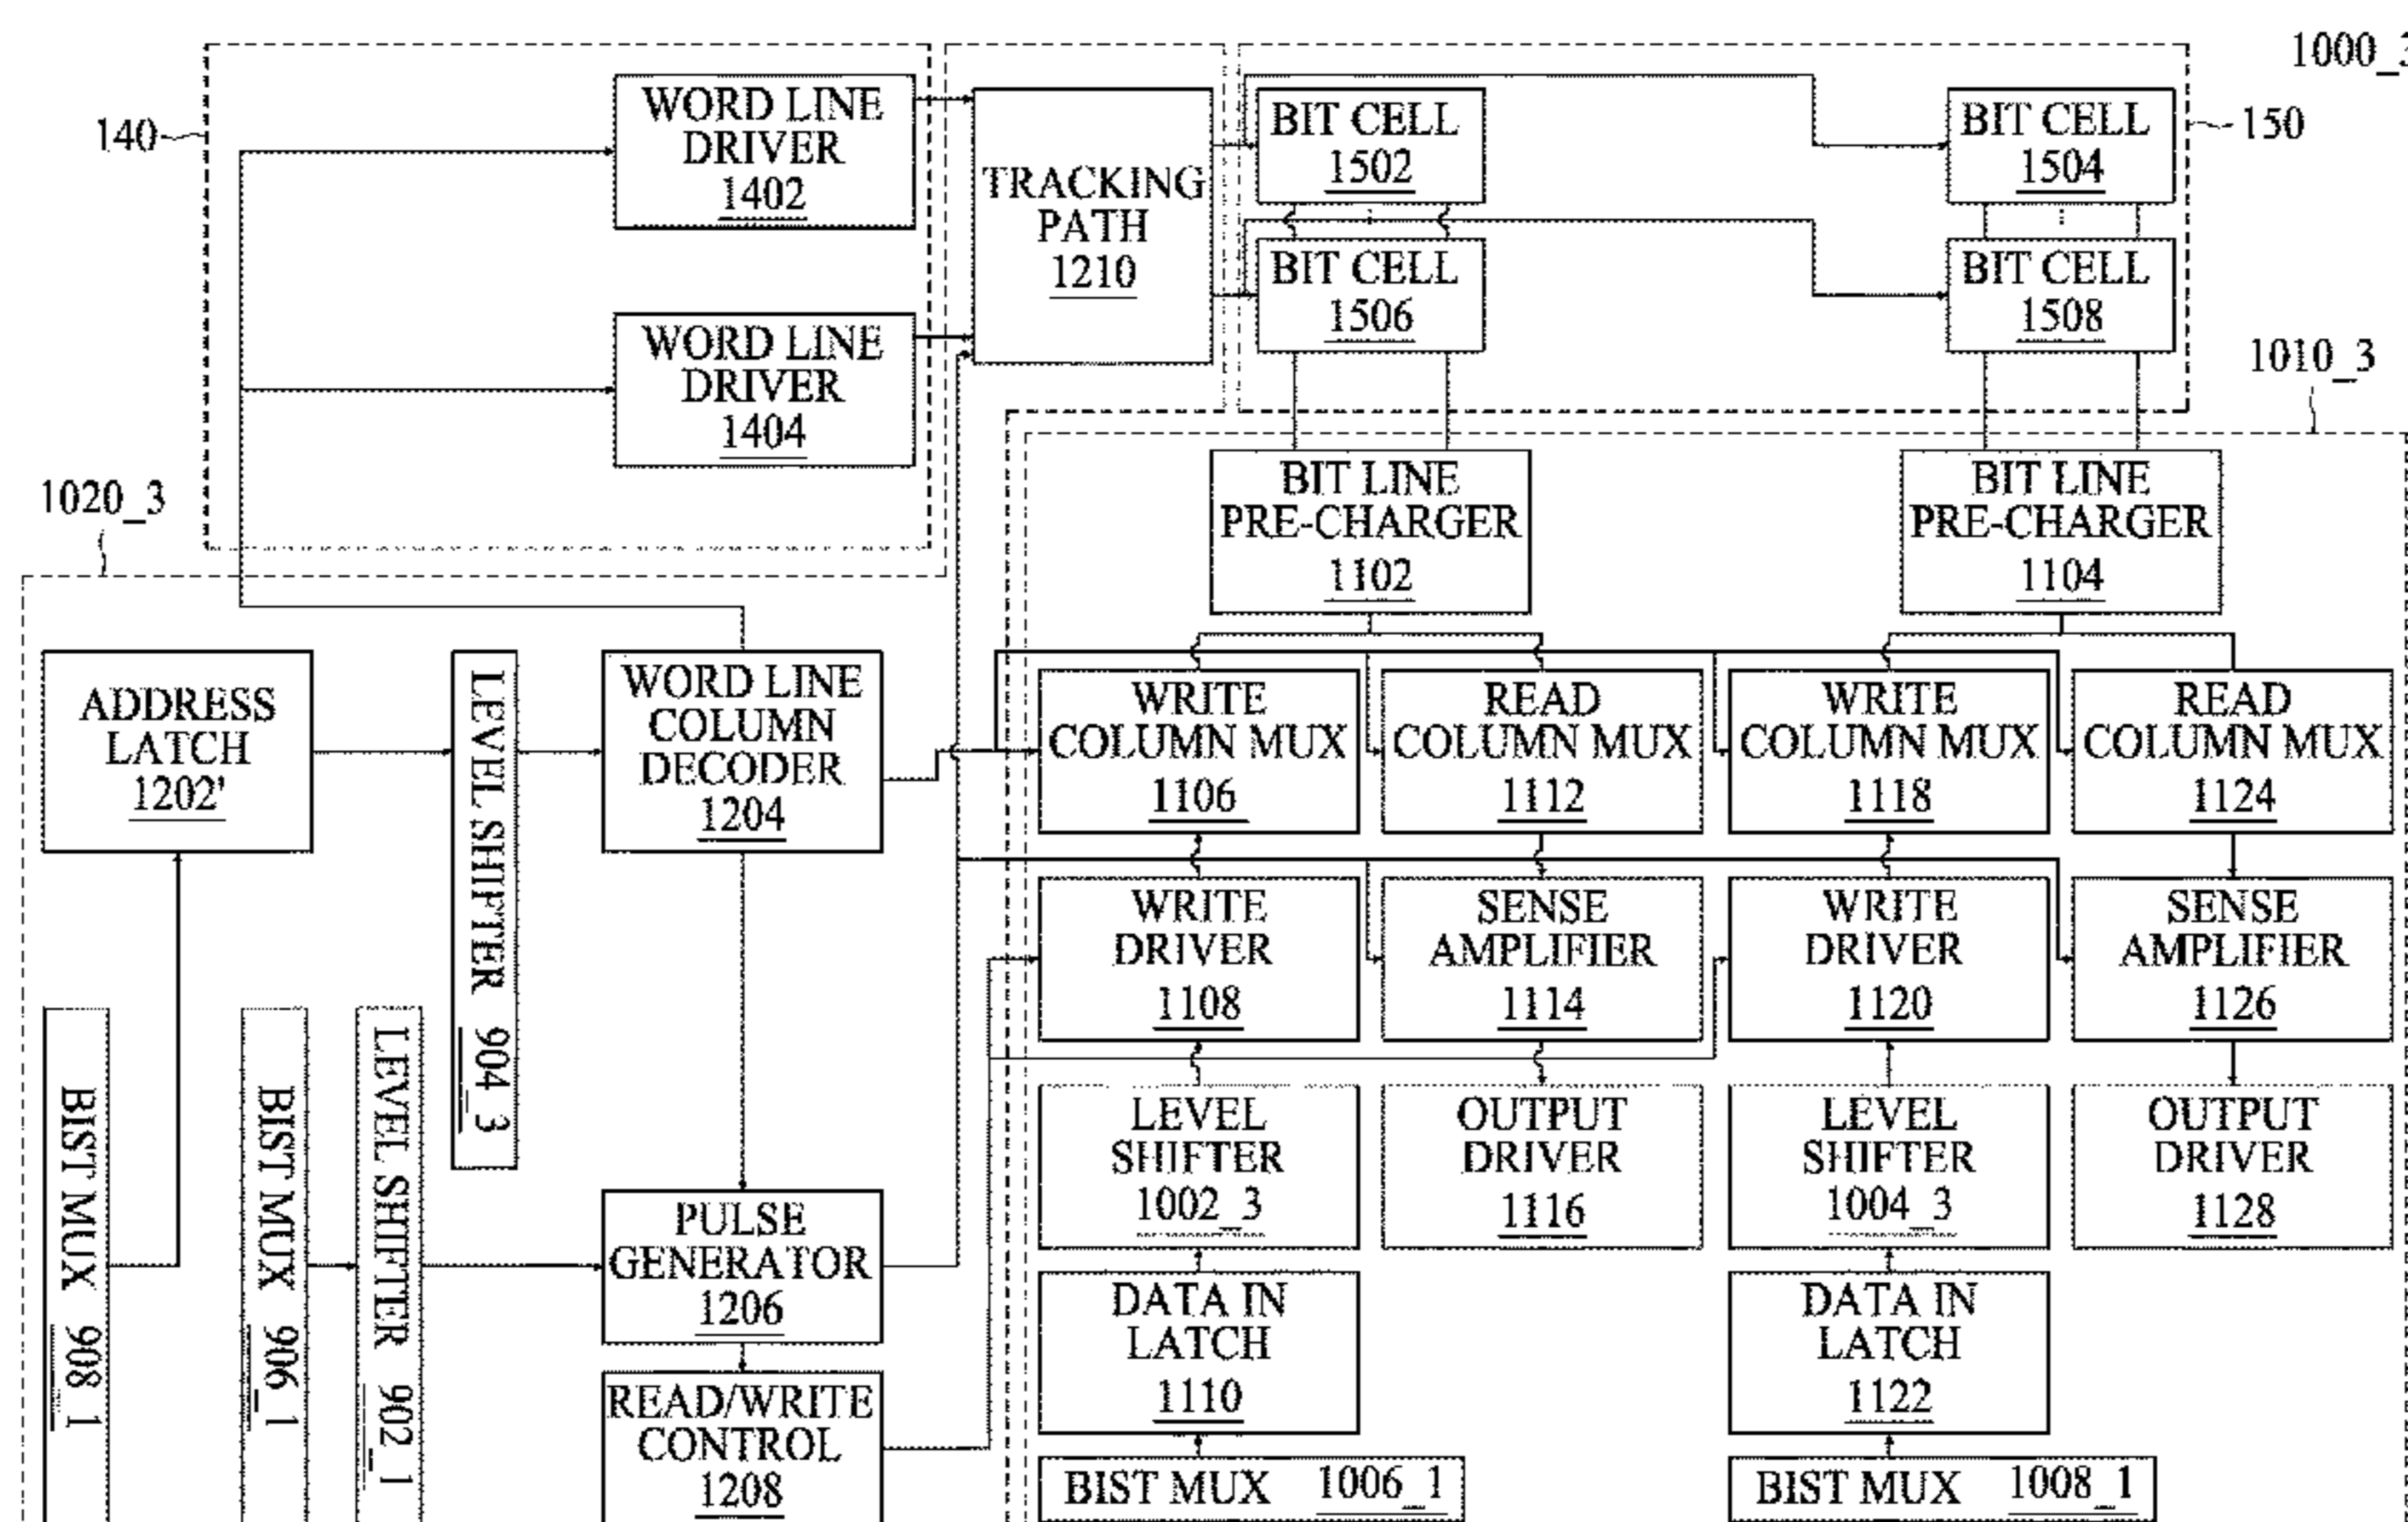 1000_3
140
WORD LINE
DRIVER
1402
WORD LINE
DRIVER
1404
TRACKING
PATH
1210
BIT CELL
1502
BIT CELL
1504
BIT CELL
1506
BIT CELL
1508
150
1010_3
1020_3
BIT LINE
PRE-CHARGER
1102
BIT LINE
PRE-CHARGER
1104
ADDRESS
LATCH
1202'
LEVEL SHIFTER 904_3
WORD LINE
COLUMN
DECODER
1204
WRITE
COLUMN MUX
1106
READ
COLUMN MUX
1112
WRITE
COLUMN MUX
1118
READ
COLUMN MUX
1124
WRITE
DRIVER
1108
SENSE
AMPLIFIER
1114
WRITE
DRIVER
1120
SENSE
AMPLIFIER
1126
BIST MUX 908_1
BIST MUX 906_1
LEVEL SHIFTER 902_1
PULSE
GENERATOR
1206
READ/WRITE
CONTROL
1208
LEVEL
SHIFTER
1002_3
OUTPUT
DRIVER
1116
LEVEL
SHIFTER
1004_3
OUTPUT
DRIVER
1128
DATA IN
LATCH
1110
DATA IN
LATCH
1122
BIST MUX 1006_1
BIST MUX 1008_1